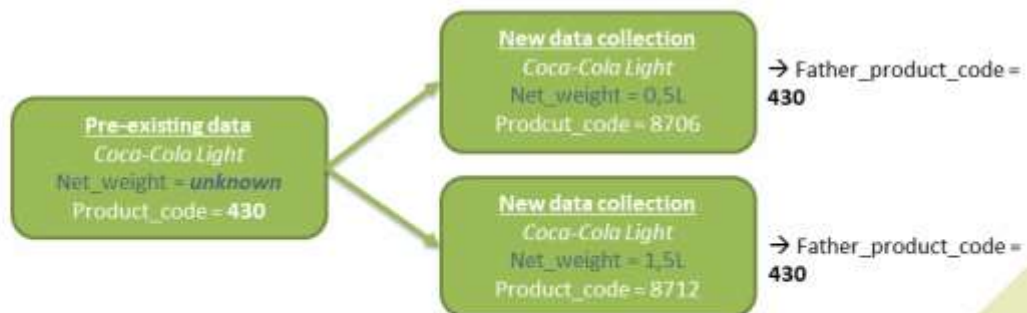 Pre-existing data
Coca-Cola Light
Net_weight = unknown
Product_code = 430
New data collection
Coca-Cola Light
Net_weight = 0,5L
Prodcut_code = 8706
→ Father_product_code =
430
New data collection
Coca-Cola Light
Net_weight = 1,5L
Product_code = 8712
→ Father_product_code =
430